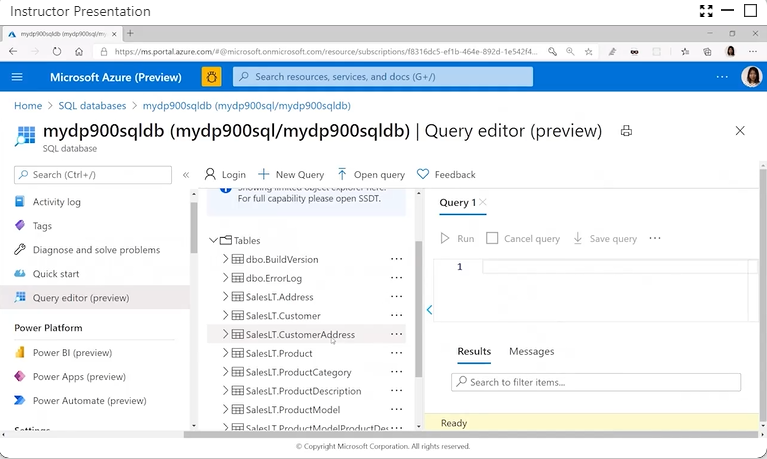 Instructor Presentation
mydp900sqldb (mydp900sql/my
https://ms.portal.azure.com/#@microsoft.onmicrosoft.com/resource/subscriptions/f8316dc5-ef1b-464e-892d-1e542f4...
Microsoft Azure (Preview)
Search resources, services, and docs (G+/)
Home > SQL databases > mydp900sqldb (mydp900sql/mydp900sqldb)
mydp900sqldb (mydp900sql/mydp900sqldb) | Query editor (preview)
SQL database
Search (Ctrl+/)
Login
New Query
Open query
Feedback
Activity log
Tags
Diagnose and solve problems
Quick start
Query editor (preview)
Power Platform
Power BI (preview)
Power Apps (preview)
Power Automate (preview)
Settings
Showing limited object explorer here.
For full capability please open SSDT.
Tables
dbo.BuildVersion
dbo.ErrorLog
SalesLT.Address
SalesLT.Customer
SalesLT.CustomerAddress
SalesLT.Product
SalesLT.ProductCategory
SalesLT.ProductDescription
SalesLT.ProductModel
SalesLT.ProductModelProductDes
Query 1
Run
Cancel query
Save query
1
Results
Messages
Search to filter items...
Ready
© Copyright Microsoft Corporation. All rights reserved.